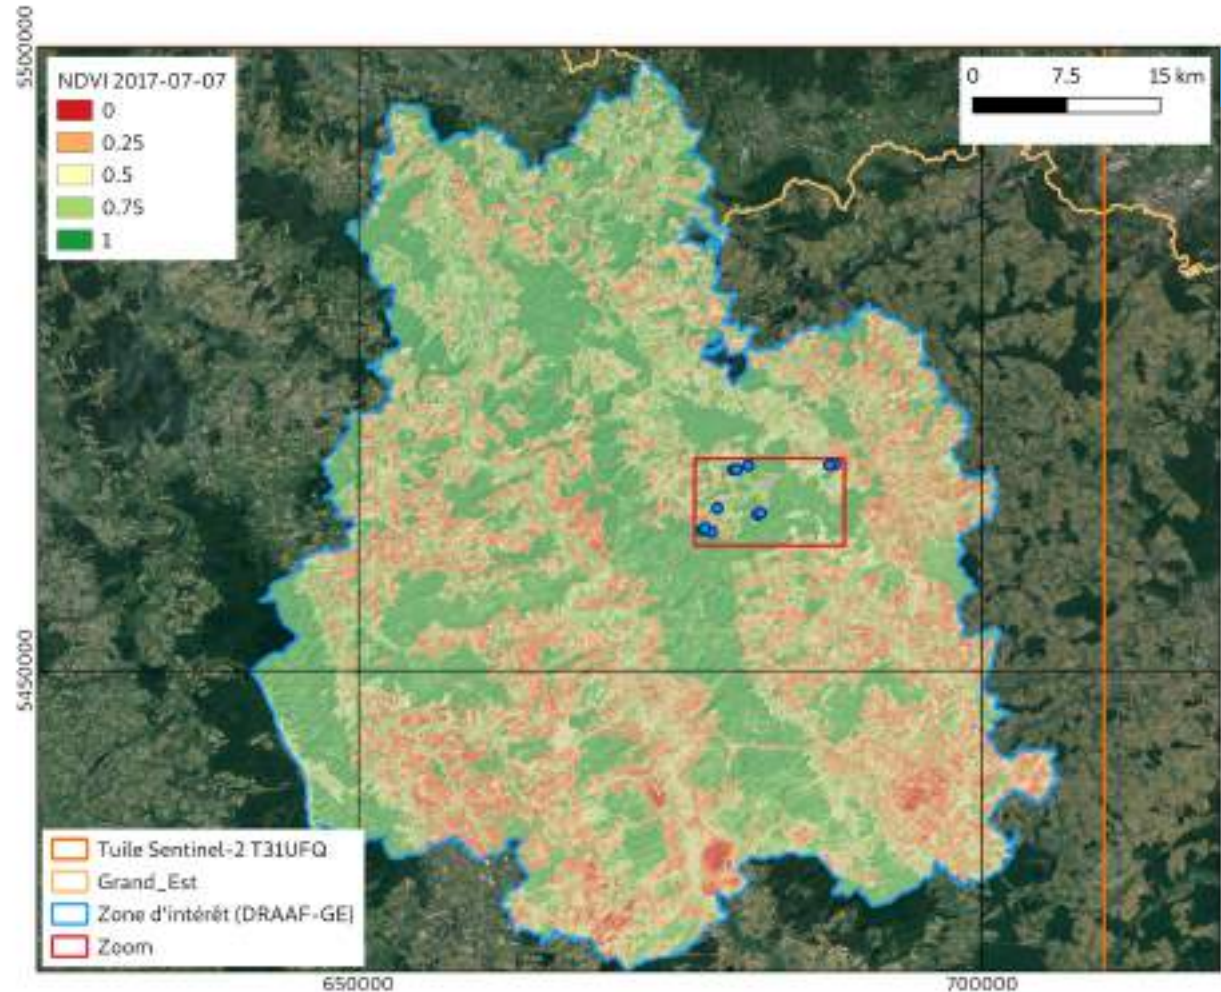 5500000
NDVI 2017-07-07
0
0.25
0.5
0.75
1
0 7.5 15 km
5450000
Tuile Sentinel-2 T31UFQ
Grand_Est
Zone d'intérêt (DRAAF-GE)
Zoom
650000 700000